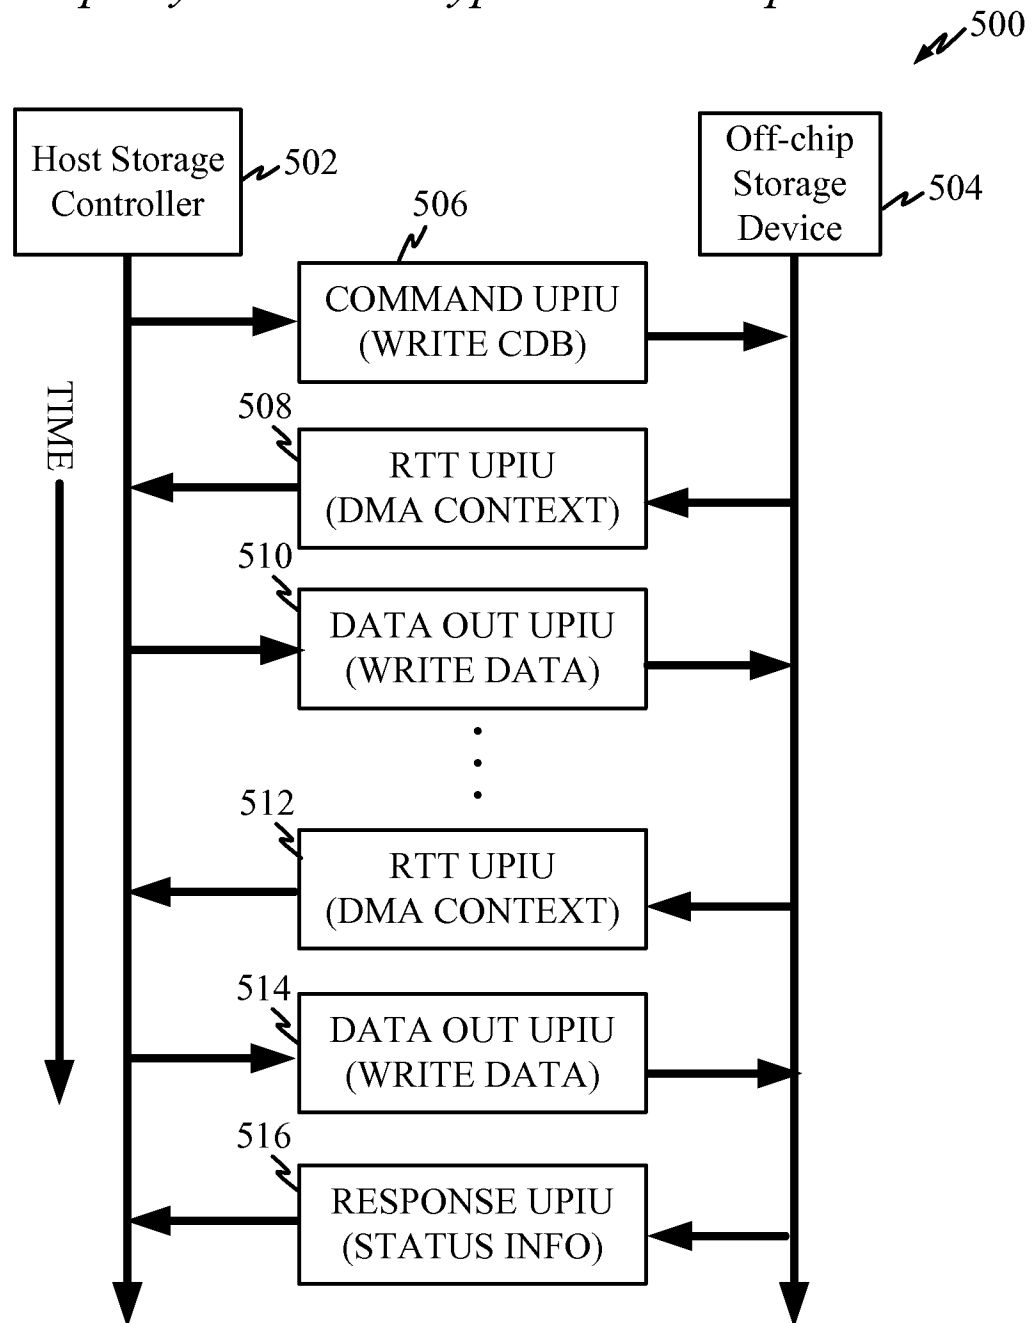 500
Host Storage
Controller
502
Off-chip
Storage
Device
504
506
COMMAND UPIU
(WRITE CDB)
TIME
508
RTT UPIU
(DMA CONTEXT)
510
DATA OUT UPIU
(WRITE DATA)
512
RTT UPIU
(DMA CONTEXT)
514
DATA OUT UPIU
(WRITE DATA)
516
RESPONSE UPIU
(STATUS INFO)